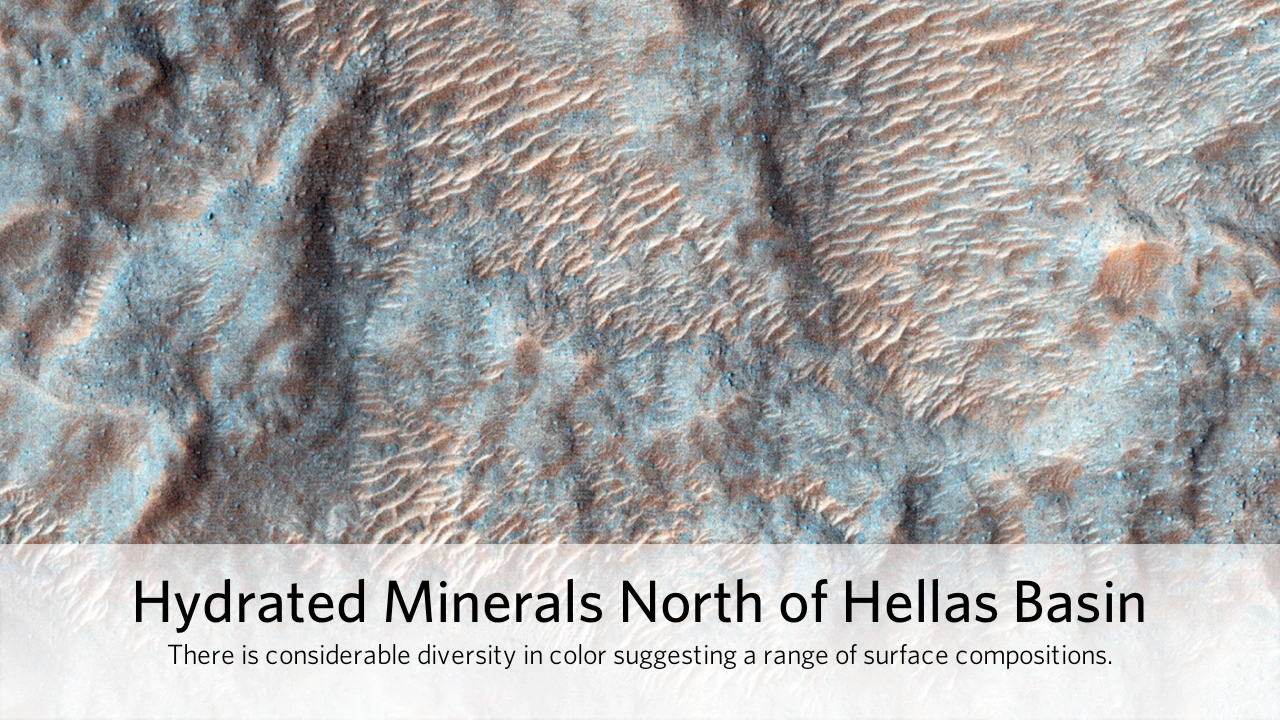 Hydrated Minerals North of Hellas Basin
There is considerable diversity in color suggesting a range of surface compositions.